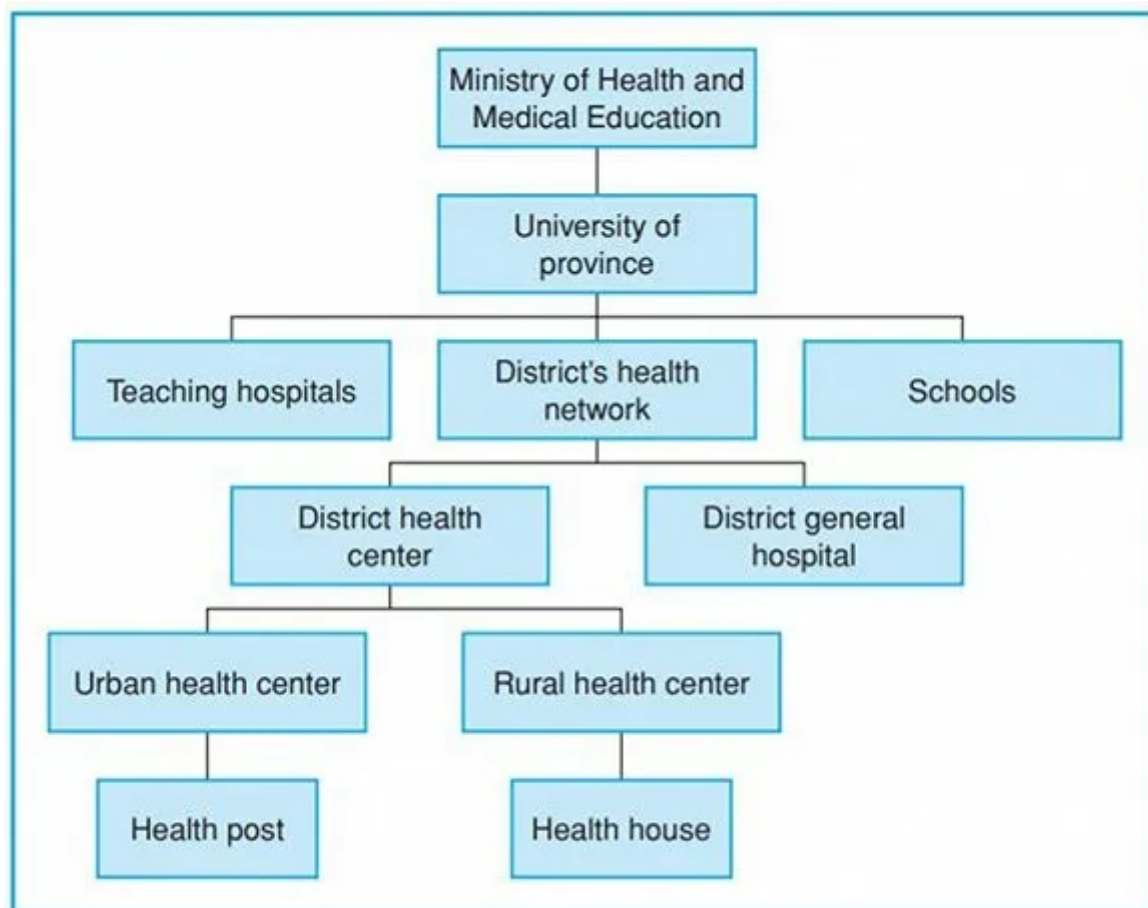 Ministry of Health and
Medical Education
University of
province
Teaching hospitals
District's health
network
Schools
District health
center
District general
hospital
Urban health center
Rural health center
Health post
Health house